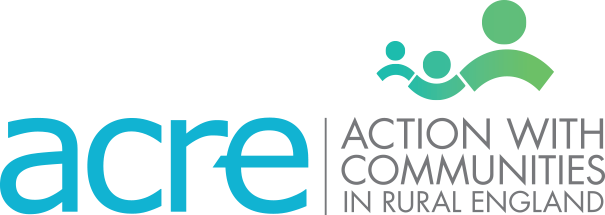 acre
ACTION WITH
COMMUNITIES
IN RURAL ENGLAND